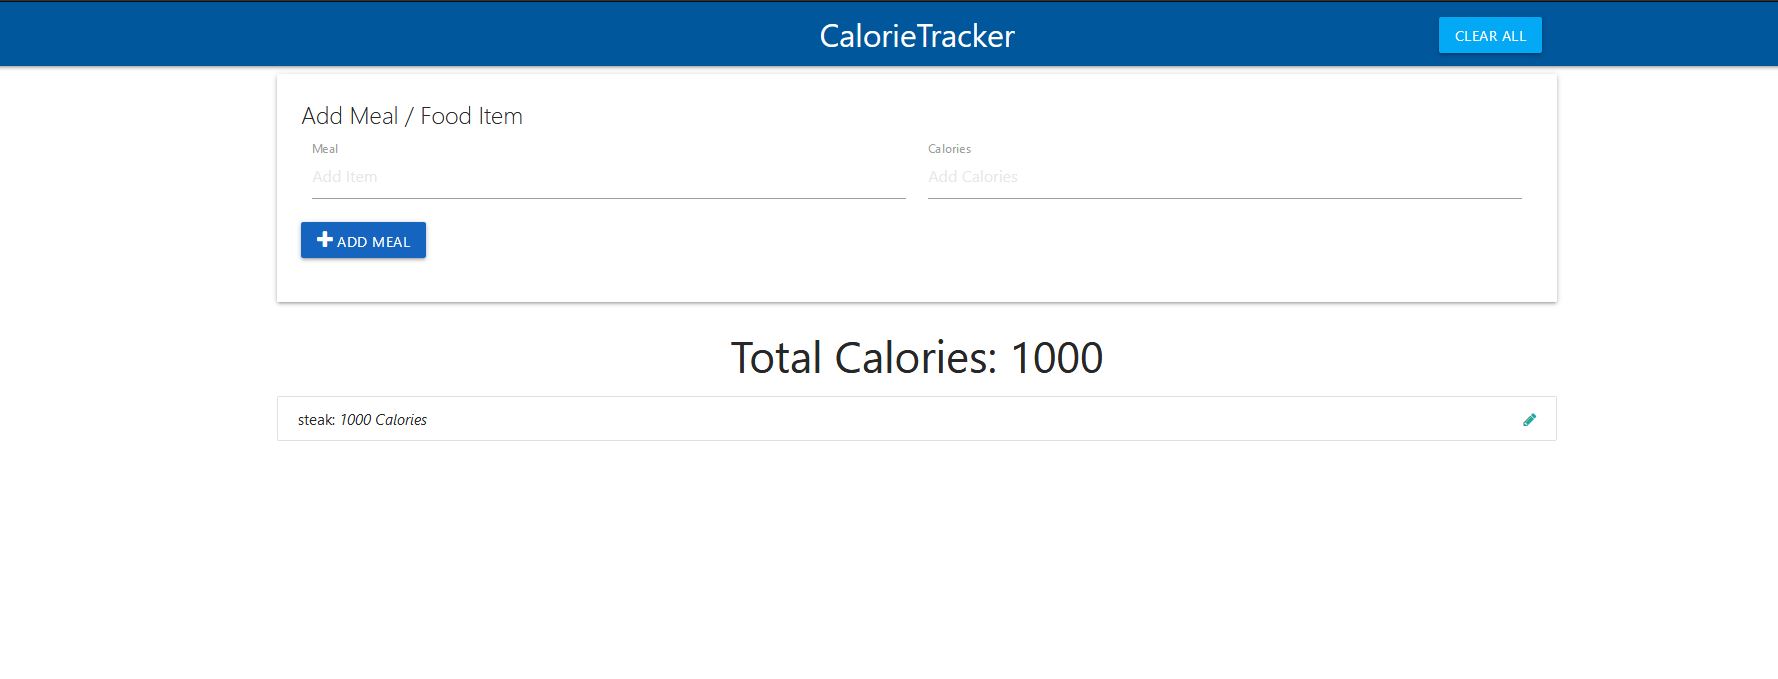 CalorieTracker
CLEAR ALL
Add Meal / Food Item
Meal
Calories
Add Item
Add Calories
ADD MEAL
Total Calories: 1000
steak: 1000 Calories